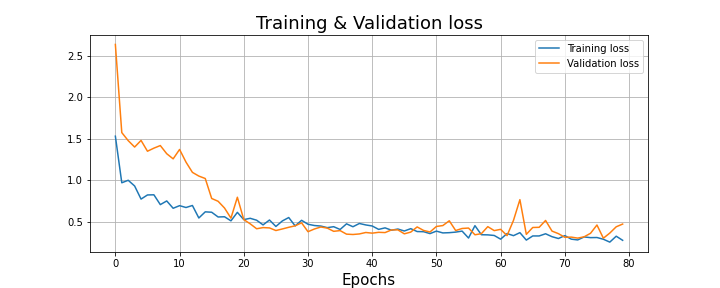 Training & Validation loss
Training loss
Validation loss
2.5
2.0
1.5
1.0
0.5
0 10 20 30 40 50 60 70 80
Epochs